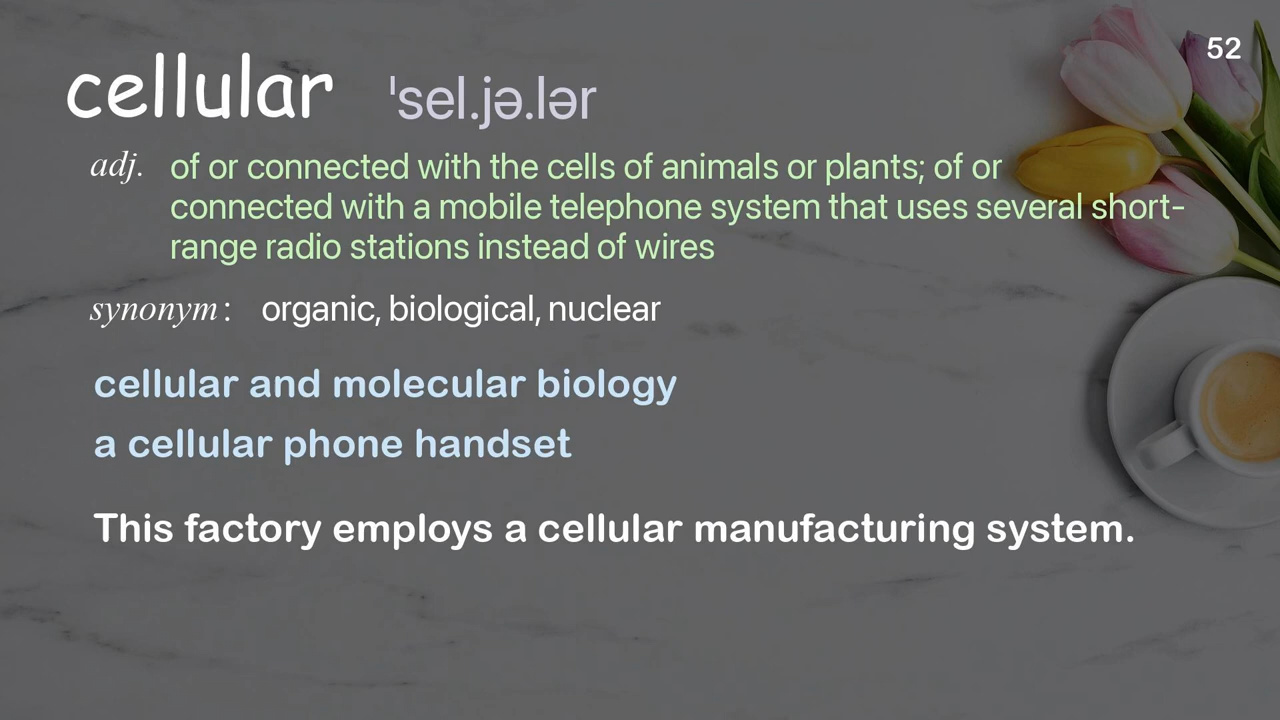 52
cellular ˈsel.jə.lər
adj. of or connected with the cells of animals or plants; of or
connected with a mobile telephone system that uses several short-
range radio stations instead of wires
synonym: organic, biological, nuclear
cellular and molecular biology
a cellular phone handset
This factory employs a cellular manufacturing system.